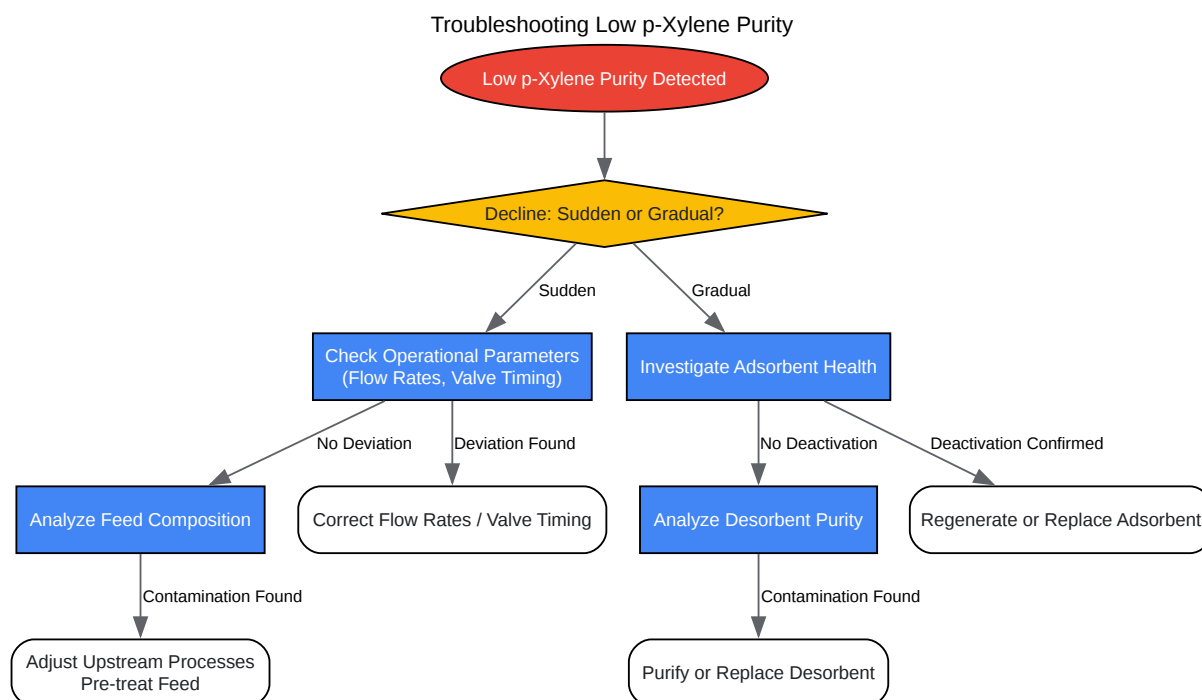 Troubleshooting Low p-Xylene Purity
Low p-Xylene Purity Detected
Decline: Sudden or Gradual?
Sudden
Gradual
Check Operational Parameters
(Flow Rates, Valve Timing)
Investigate Adsorbent Health
No Deviation
Deviation Found
No Deactivation
Deactivation Confirmed
Analyze Feed Composition
Correct Flow Rates / Valve Timing
Analyze Desorbent Purity
Regenerate or Replace Adsorbent
Contamination Found
Contamination Found
Adjust Upstream Processes
Pre-treat Feed
Purify or Replace Desorbent